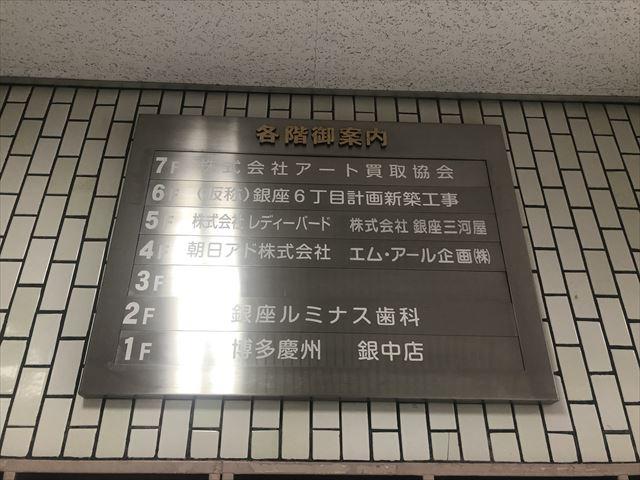 各階御案内
7F 株式会社アート買取協会
6F (仮称)銀座6丁目計画新築工事
5F 株式会社レディーバード 株式会社 銀座三河屋
4F 朝日アド株式会社 エム・アール企画㈱
3F
2F 銀座ルミナス歯科
1F 博多慶州 銀中店